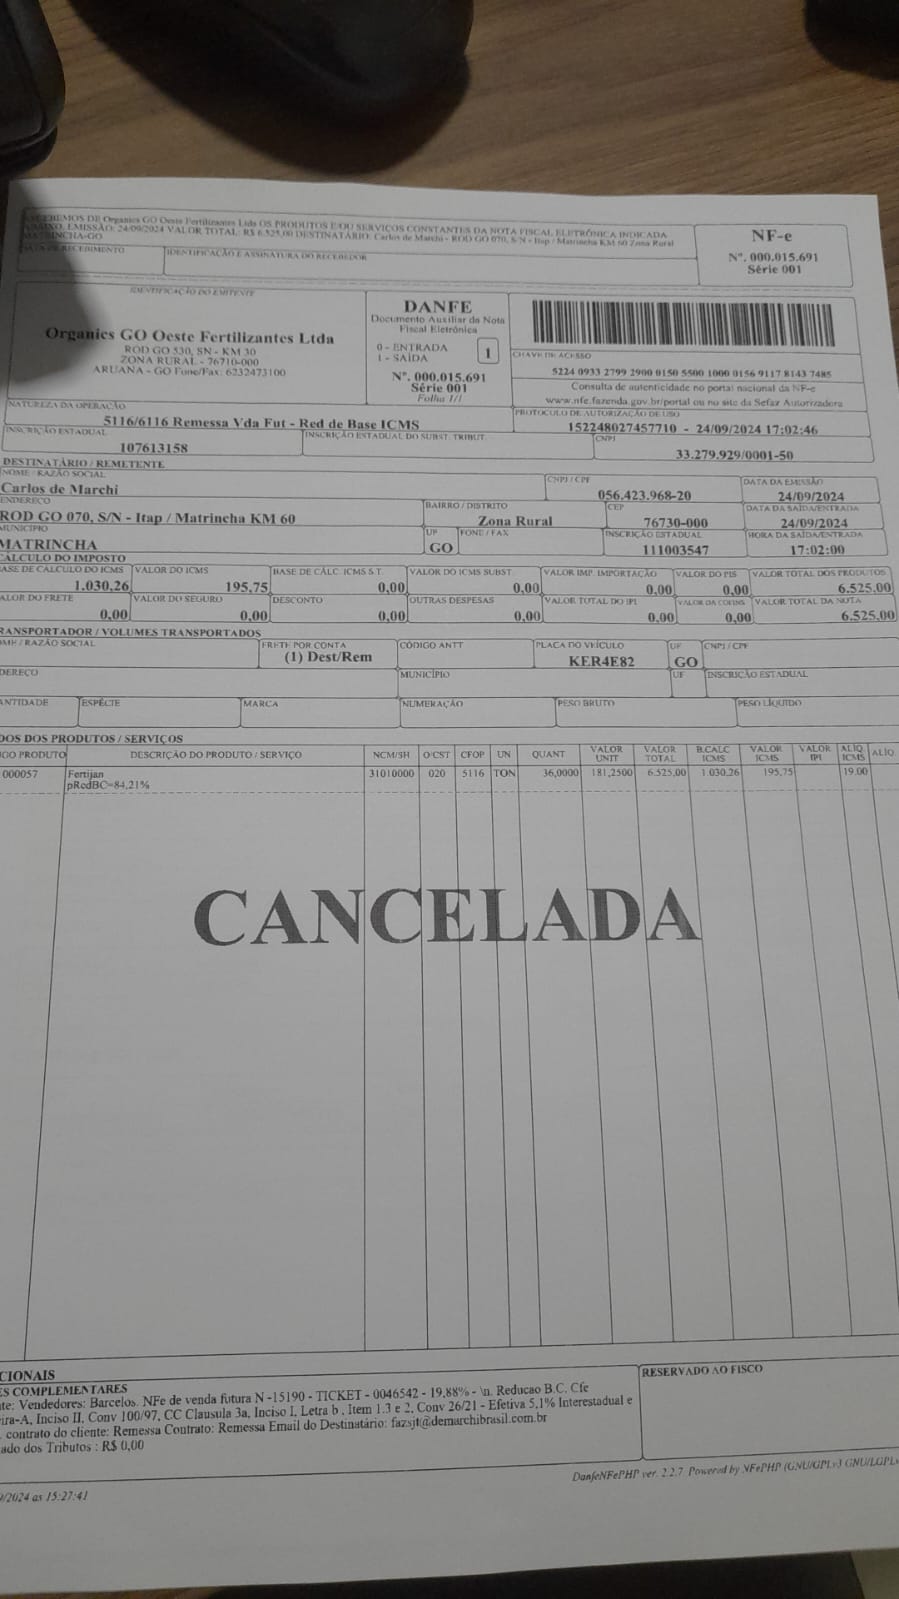 RECEBEMOS DE Organics GO Oeste Fertilizantes Ltda OS PRODUTOS E/OU SERVIÇOS CONSTANTES DA NOTA FISCAL ELETRÔNICA INDICADA
ABAIXO. EMISSÃO: 24/09/2024 VALOR TOTAL: R$ 6.525,00 DESTINATÁRIO: Carlos de Marchi - ROD GO 070, S/N - Itap / Matrincha KM 60 Zona Rural
MATRINCHA-GO
DATA DE RECEBIMENTO
IDENTIFICAÇÃO E ASSINATURA DO RECEBEDOR
NF-e
Nº. 000.015.691
Série 001
IDENTIFICAÇÃO DO EMITENTE
Organics GO Oeste Fertilizantes Ltda
ROD GO 530, SN - KM 30
ZONA RURAL - 76710-000
ARUANA - GO Fone/Fax: 6232473100
DANFE
Documento Auxiliar da Nota
Fiscal Eletrônica
0 - ENTRADA
1 - SAÍDA
1
Nº. 000.015.691
Série 001
Folha 1/1
CHAVE DE ACESSO
5224 0933 2799 2900 0150 5500 1000 0156 9117 8143 7485
Consulta de autenticidade no portal nacional da NF-e
www.nfe.fazenda.gov.br/portal ou no site da Sefaz Autorizadora
NATUREZA DA OPERAÇÃO
5116/6116 Remessa Vda Fut - Red de Base ICMS
PROTOCOLO DE AUTORIZAÇÃO DE USO
152248027457710 - 24/09/2024 17:02:46
INSCRIÇÃO ESTADUAL
107613158
INSCRIÇÃO ESTADUAL DO SUBST. TRIBUT.
CNPJ
33.279.929/0001-50
DESTINATÁRIO / REMETENTE
NOME / RAZÃO SOCIAL
Carlos de Marchi
CNPJ / CPF
056.423.968-20
DATA DA EMISSÃO
24/09/2024
ENDEREÇO
ROD GO 070, S/N - Itap / Matrincha KM 60
BAIRRO / DISTRITO
Zona Rural
CEP
76730-000
DATA DA SAÍDA/ENTRADA
24/09/2024
MUNICÍPIO
MATRINCHA
UF
GO
FONE / FAX
INSCRIÇÃO ESTADUAL
111003547
HORA DA SAÍDA/ENTRADA
17:02:00
CÁLCULO DO IMPOSTO
BASE DE CÁLCULO DO ICMS
1.030,26
VALOR DO ICMS
195,75
BASE DE CÁLC. ICMS S.T.
0,00
VALOR DO ICMS SUBST.
0,00
VALOR IMP. IMPORTAÇÃO
0,00
VALOR DO PIS
0,00
VALOR TOTAL DOS PRODUTOS
6.525,00
VALOR DO FRETE
0,00
VALOR DO SEGURO
0,00
DESCONTO
0,00
OUTRAS DESPESAS
0,00
VALOR TOTAL DO IPI
0,00
VALOR DA COFINS
0,00
VALOR TOTAL DA NOTA
6.525,00
RANSPORTADOR / VOLUMES TRANSPORTADOS
OME / RAZÃO SOCIAL
FRETE POR CONTA
(1) Dest/Rem
CÓDIGO ANTT
PLACA DO VEÍCULO
KER4E82
UF
GO
CNPJ / CPF
DEREÇO
MUNICÍPIO
UF
INSCRIÇÃO ESTADUAL
ANTIDADE
ESPÉCIE
MARCA
NUMERAÇÃO
PESO BRUTO
PESO LÍQUIDO
DOS DOS PRODUTOS / SERVIÇOS
IGO PRODUTO DESCRIÇÃO DO PRODUTO / SERVIÇO NCM/SH O/CST CFOP UN QUANT VALOR UNIT VALOR TOTAL B.CALC ICMS VALOR ICMS VALOR IPI ALÍQ. ICMS ALÍQ.
000057 Fertijan 31010000 020 5116 TON 36,0000 181,2500 6.525,00 1.030,26 195,75 19.00
pRedBC=84,21%
CANCELADA
CIONAIS
ES COMPLEMENTARES
te: Vendedores: Barcelos. NFe de venda futura N -15190 - TICKET - 0046542 - 19,88% - \n. Reducao B.C. Cfe
ira-A, Inciso II, Conv 100/97, CC Clausula 3a, Inciso I, Letra b , Item 1.3 e 2, Conv 26/21 - Efetiva 5,1% Interestadual e
contrato do cliente: Remessa Contrato: Remessa Email do Destinatário: fazsjt@demarchibrasil.com.br
ado dos Tributos : R$ 0,00
RESERVADO AO FISCO
9/2024 as 15:27:41
DanfeNFePHP ver. 2.2.7 Powered by NFePHP (GNU/GPLv3 GNU/LGPLv